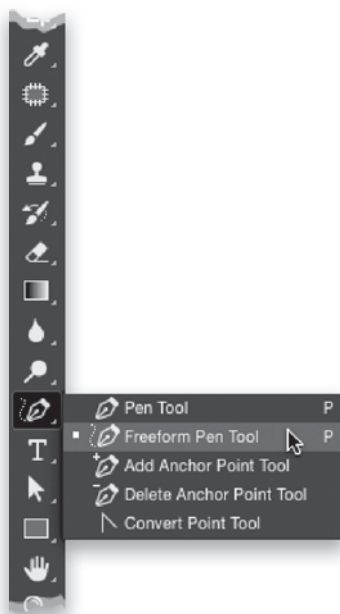 Pen Tool P
Freeform Pen Tool P
Add Anchor Point Tool
Delete Anchor Point Tool
Convert Point Tool
T